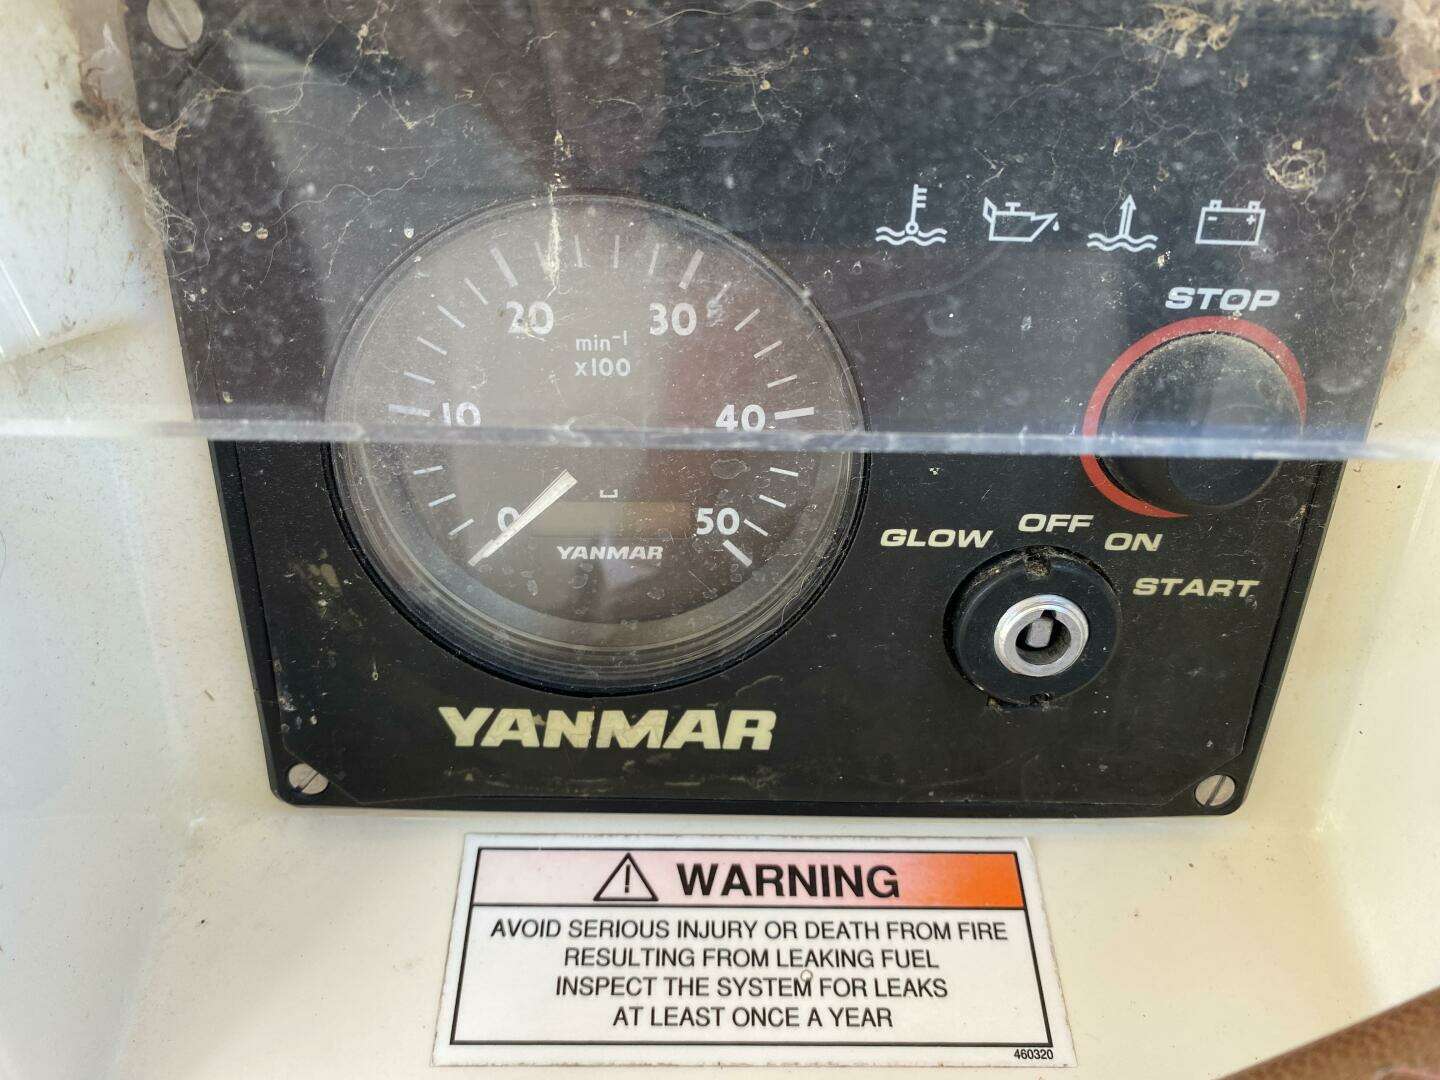 STOP
20
30
min-1
x100
10
40
0
50
YANMAR
GLOW
OFF
ON
START
YANMAR
WARNING
AVOID SERIOUS INJURY OR DEATH FROM FIRE
RESULTING FROM LEAKING FUEL
INSPECT THE SYSTEM FOR LEAKS
AT LEAST ONCE A YEAR
460320